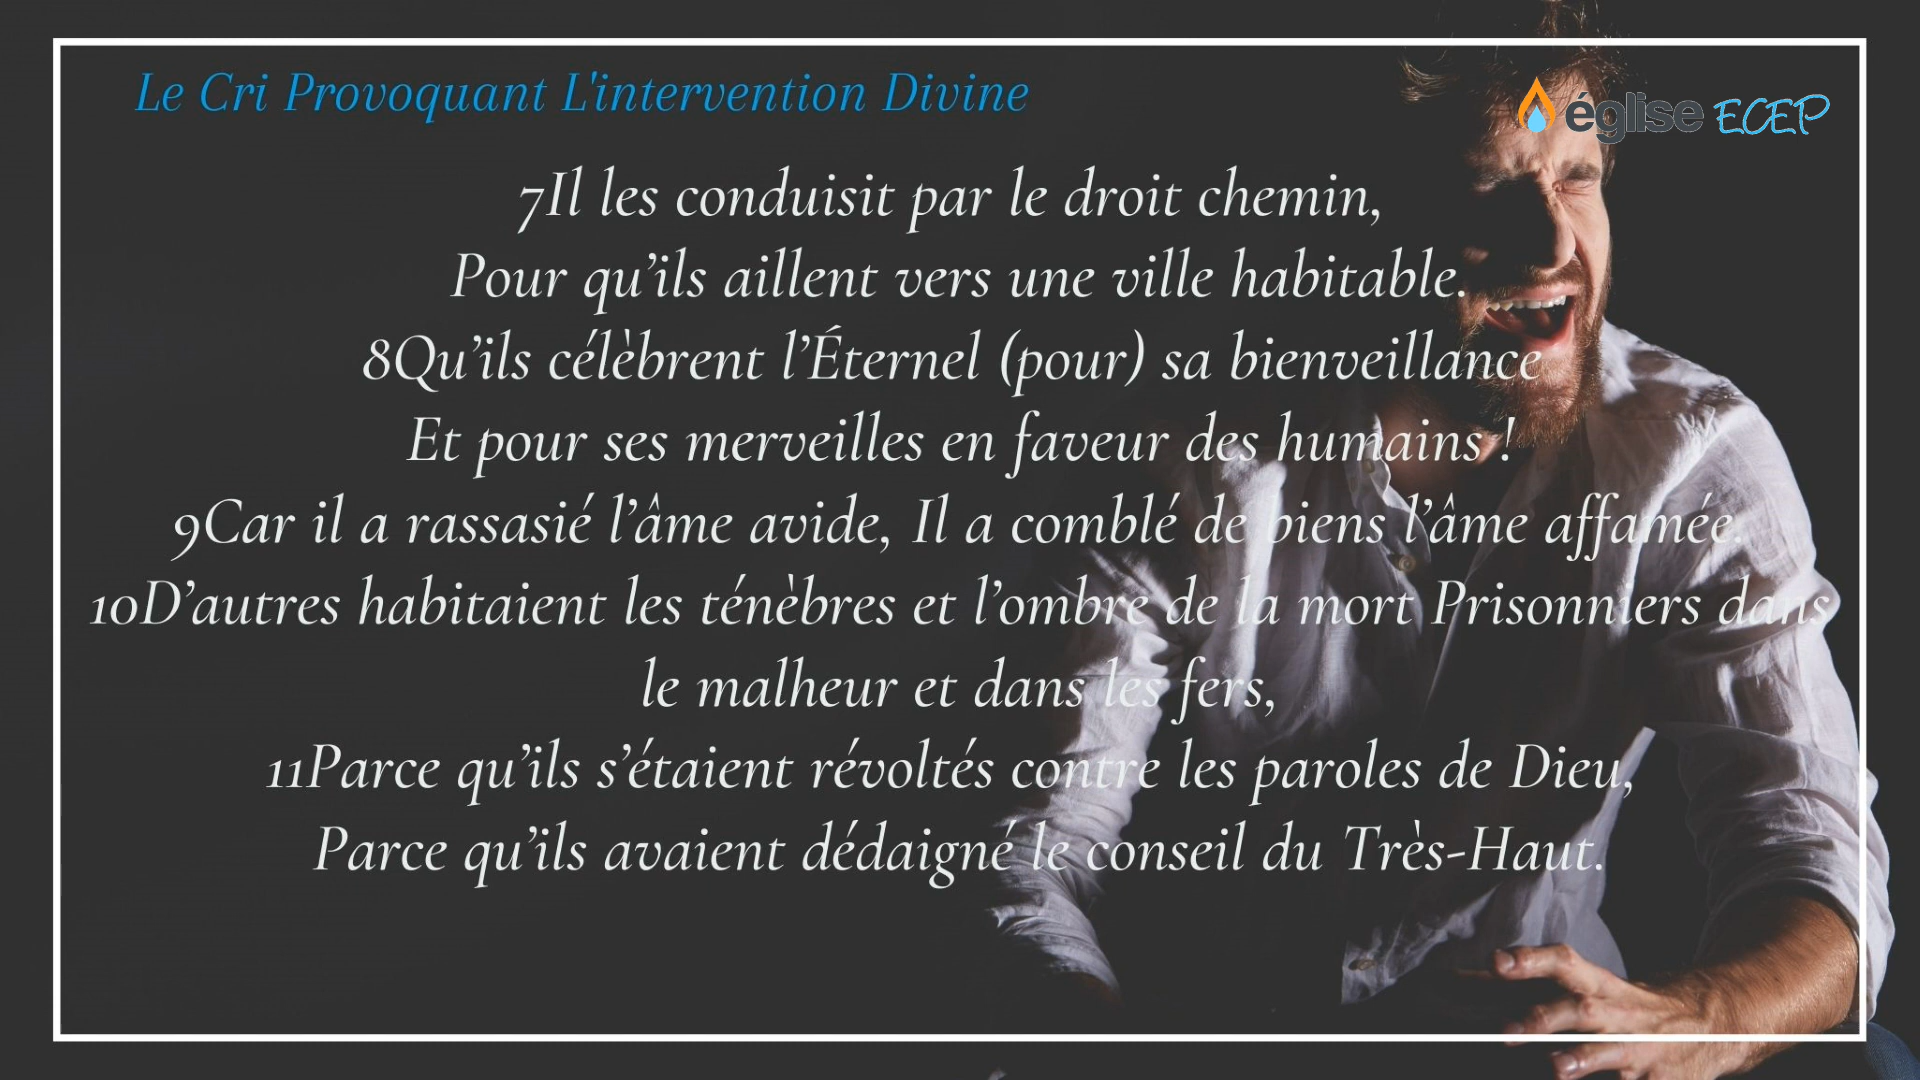 Le Cri Provoquant L'intervention Divine
église ECEP
7Il les conduisit par le droit chemin,
Pour qu’ils aillent vers une ville habitable.
8Qu’ils célèbrent l’Éternel (pour) sa bienveillance
Et pour ses merveilles en faveur des humains !
9Car il a rassasié l’âme avide, Il a comblé de biens l’âme affamée.
10D’autres habitaient les ténèbres et l’ombre de la mort Prisonniers dans
le malheur et dans les fers,
11Parce qu’ils s’étaient révoltés contre les paroles de Dieu,
Parce qu’ils avaient dédaigné le conseil du Très-Haut.